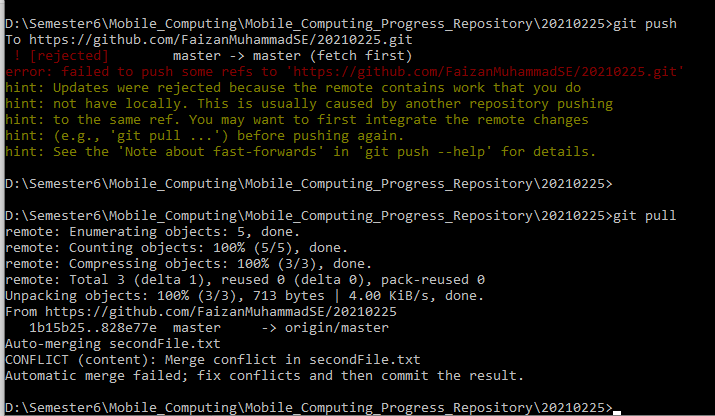 D:\Semester6\Mobile_Computing\Mobile_Computing_Progress_Repository\20210225>git push
To https://github.com/FaizanMuhammadSE/20210225.git
 ! [rejected]        master -> master (fetch first)
error: failed to push some refs to 'https://github.com/FaizanMuhammadSE/20210225.git'
hint: Updates were rejected because the remote contains work that you do
hint: not have locally. This is usually caused by another repository pushing
hint: to the same ref. You may want to first integrate the remote changes
hint: (e.g., 'git pull ...') before pushing again.
hint: See the 'Note about fast-forwards' in 'git push --help' for details.
D:\Semester6\Mobile_Computing\Mobile_Computing_Progress_Repository\20210225>
D:\Semester6\Mobile_Computing\Mobile_Computing_Progress_Repository\20210225>git pull
remote: Enumerating objects: 5, done.
remote: Counting objects: 100% (5/5), done.
remote: Compressing objects: 100% (3/3), done.
remote: Total 3 (delta 1), reused 0 (delta 0), pack-reused 0
Unpacking objects: 100% (3/3), 713 bytes | 4.00 KiB/s, done.
From https://github.com/FaizanMuhammadSE/20210225
   1b15b25..828e77e  master     -> origin/master
Auto-merging secondFile.txt
CONFLICT (content): Merge conflict in secondFile.txt
Automatic merge failed; fix conflicts and then commit the result.
D:\Semester6\Mobile_Computing\Mobile_Computing_Progress_Repository\20210225>